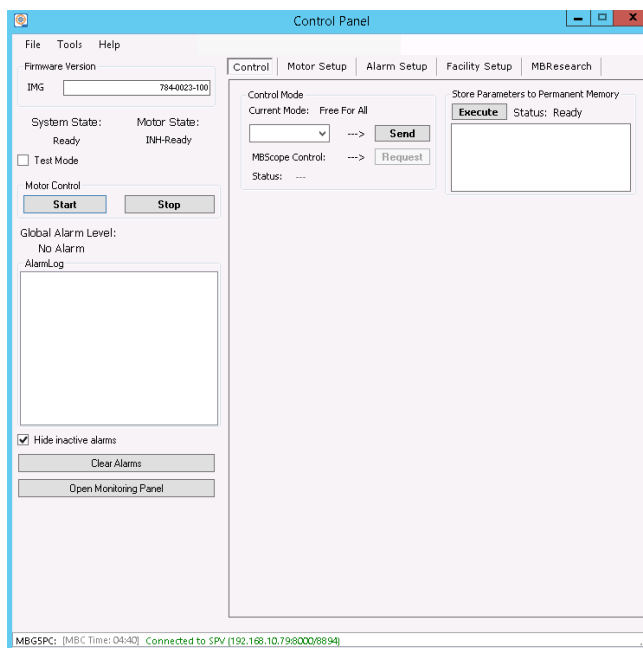 Control Panel
File Tools Help
Firmware Version
IMG 784-0023-100
System State: Motor State:
Ready INH-Ready
Test Mode
Motor Control
Start Stop
Global Alarm Level:
No Alarm
AlarmLog
Hide inactive alarms
Clear Alarms
Open Monitoring Panel
Control Motor Setup Alarm Setup Facility Setup MBResearch
Control Mode
Current Mode: Free For All
---> Send
MBScope Control: ---> Request
Status: ---
Store Parameters to Permanent Memory
Execute Status: Ready
MBG5PC: [MBC Time: 04:40] Connected to SPV (192.168.10.79:8000/8894)